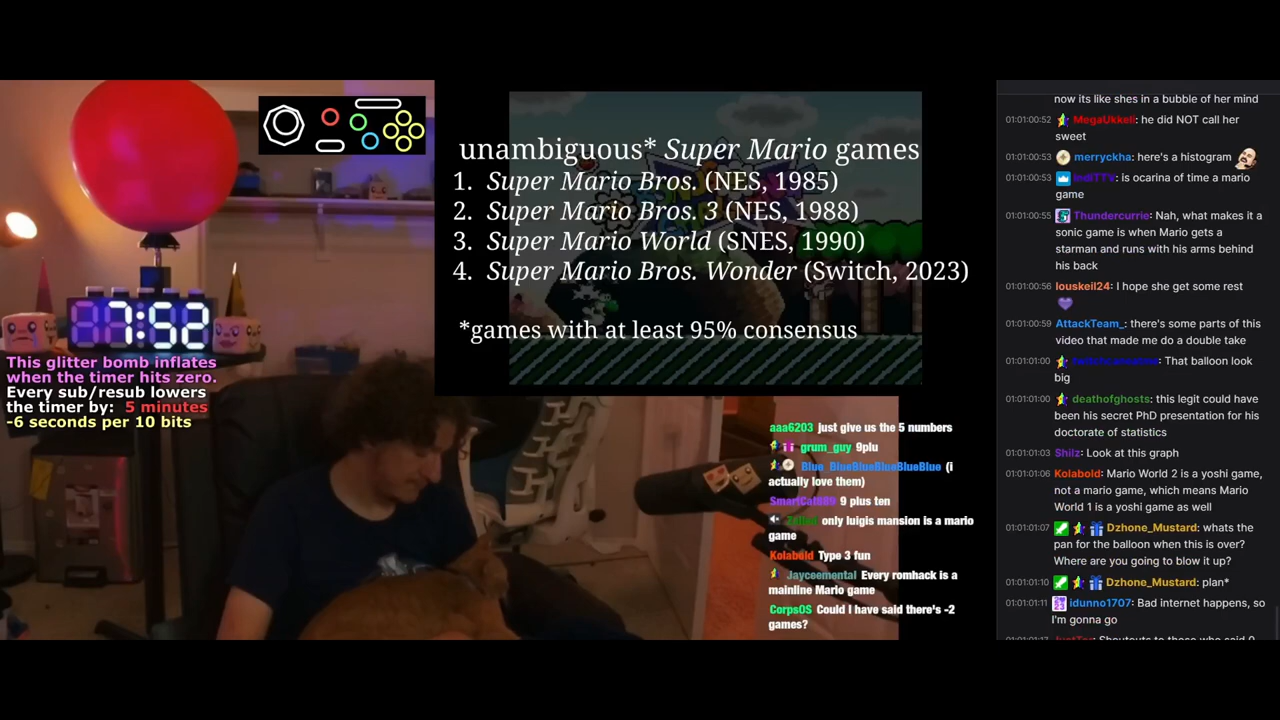 unambiguous* Super Mario games
1. Super Mario Bros. (NES, 1985)
2. Super Mario Bros. 3 (NES, 1988)
3. Super Mario World (SNES, 1990)
4. Super Mario Bros. Wonder (Switch, 2023)
*games with at least 95% consensus
7:52
This glitter bomb inflates
when the timer hits zero.
Every sub/resub lowers
the timer by: 5 minutes
-6 seconds per 10 bits
aaa6203 just give us the 5 numbers
grum_guy 9plu
Blue_BlueBlueBlueBlueBlue (i
actually love them)
SmartCat889 9 plus ten
only luigis mansion is a mario
game
Kolabold Type 3 fun
Jayceemental Every romhack is a
mainline Mario game
CorpsOS Could I have said there's -2
games?
now its like shes in a bubble of her mind
01:01:00:52 MegaUkkeli: he did NOT call her
sweet
01:01:00:53 merryckha: here's a histogram
01:01:00:53 : is ocarina of time a mario
game
01:01:00:55 Thundercurrie: Nah, what makes it a
sonic game is when Mario gets a
starman and runs with his arms behind
his back
01:01:00:56 louskeil24: I hope she get some rest
01:01:00:59 AttackTeam_: there's some parts of this
video that made me do a double take
01:01:01:00 : That balloon look
big
01:01:01:00 deathofghosts: this legit could have
been his secret PhD presentation for his
doctorate of statistics
01:01:01:03 Shilz: Look at this graph
01:01:01:06 Kolabold: Mario World 2 is a yoshi game,
not a mario game, which means Mario
World 1 is a yoshi game as well
01:01:01:07 Dzhone_Mustard: whats the
pan for the balloon when this is over?
Where are you going to blow it up?
01:01:01:10 Dzhone_Mustard: plan*
01:01:01:11 idunno1707: Bad internet happens, so
I'm gonna go